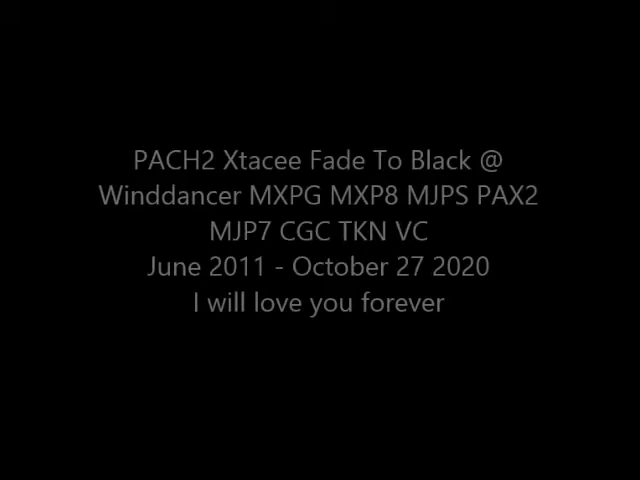 PACH2 Xtacee Fade To Black @
Winddancer MXPG MXP8 MJPS PAX2
MJP7 CGC TKN VC
June 2011 - October 27 2020
I will love you forever